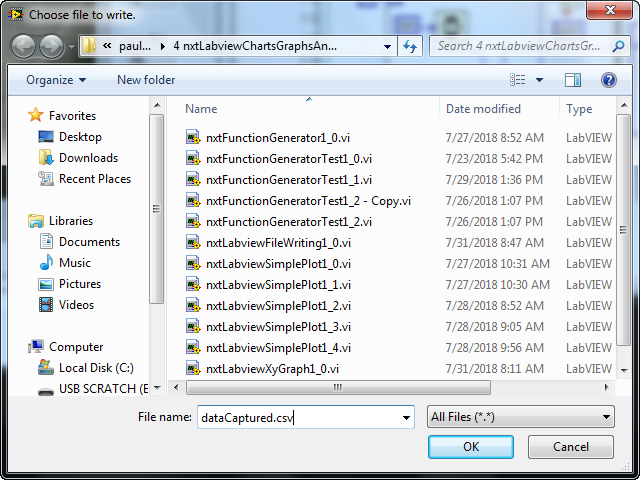 Choose file to write.
« paul... 4 nxtLabviewChartsGraphsAn... Search 4 nxtLabviewChartsGr...
Organize New folder
Name Date modified Type
Favorites
Desktop
Downloads
Recent Places
Libraries
Documents
Music
Pictures
Videos
Computer
Local Disk (C:)
USB SCRATCH (E
nxtFunctionGenerator1_0.vi 7/27/2018 8:52 AM LabVIEW
nxtFunctionGeneratorTest1_0.vi 7/23/2018 5:42 PM LabVIEW
nxtFunctionGeneratorTest1_1.vi 7/29/2018 1:36 PM LabVIEW
nxtFunctionGeneratorTest1_2 - Copy.vi 7/26/2018 1:07 PM LabVIEW
nxtFunctionGeneratorTest1_2.vi 7/26/2018 1:07 PM LabVIEW
nxtLabviewFileWriting1_0.vi 7/31/2018 8:47 AM LabVIEW
nxtLabviewSimplePlot1_0.vi 7/27/2018 10:31 AM LabVIEW
nxtLabviewSimplePlot1_1.vi 7/27/2018 10:30 AM LabVIEW
nxtLabviewSimplePlot1_2.vi 7/28/2018 8:52 AM LabVIEW
nxtLabviewSimplePlot1_3.vi 7/28/2018 9:05 AM LabVIEW
nxtLabviewSimplePlot1_4.vi 7/28/2018 9:56 AM LabVIEW
nxtLabviewXyGraph1_0.vi 7/31/2018 8:11 AM LabVIEW
File name: dataCaptured.csv All Files (*.*)
OK Cancel